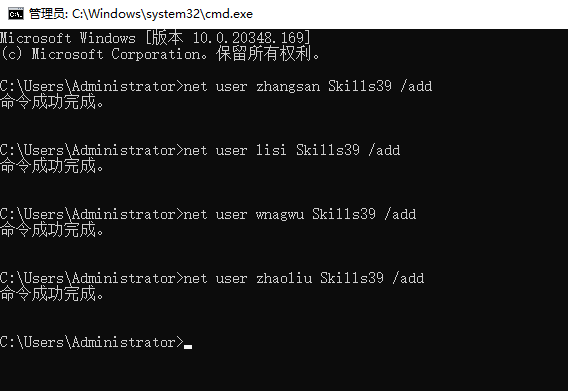 管理员: C:\Windows\system32\cmd.exe
Microsoft Windows [版本 10.0.20348.169]
(c) Microsoft Corporation。保留所有权利。
C:\Users\Administrator>net user zhangsan Skills39 /add
命令成功完成。
C:\Users\Administrator>net user lisi Skills39 /add
命令成功完成。
C:\Users\Administrator>net user wnagwu Skills39 /add
命令成功完成。
C:\Users\Administrator>net user zhaoliu Skills39 /add
命令成功完成。
C:\Users\Administrator>